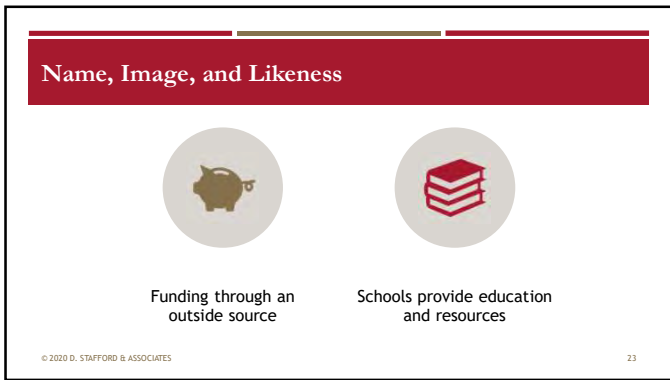 Name, Image, and Likeness
Funding through an
outside source
Schools provide education
and resources
© 2020 D. STAFFORD & ASSOCIATES
23